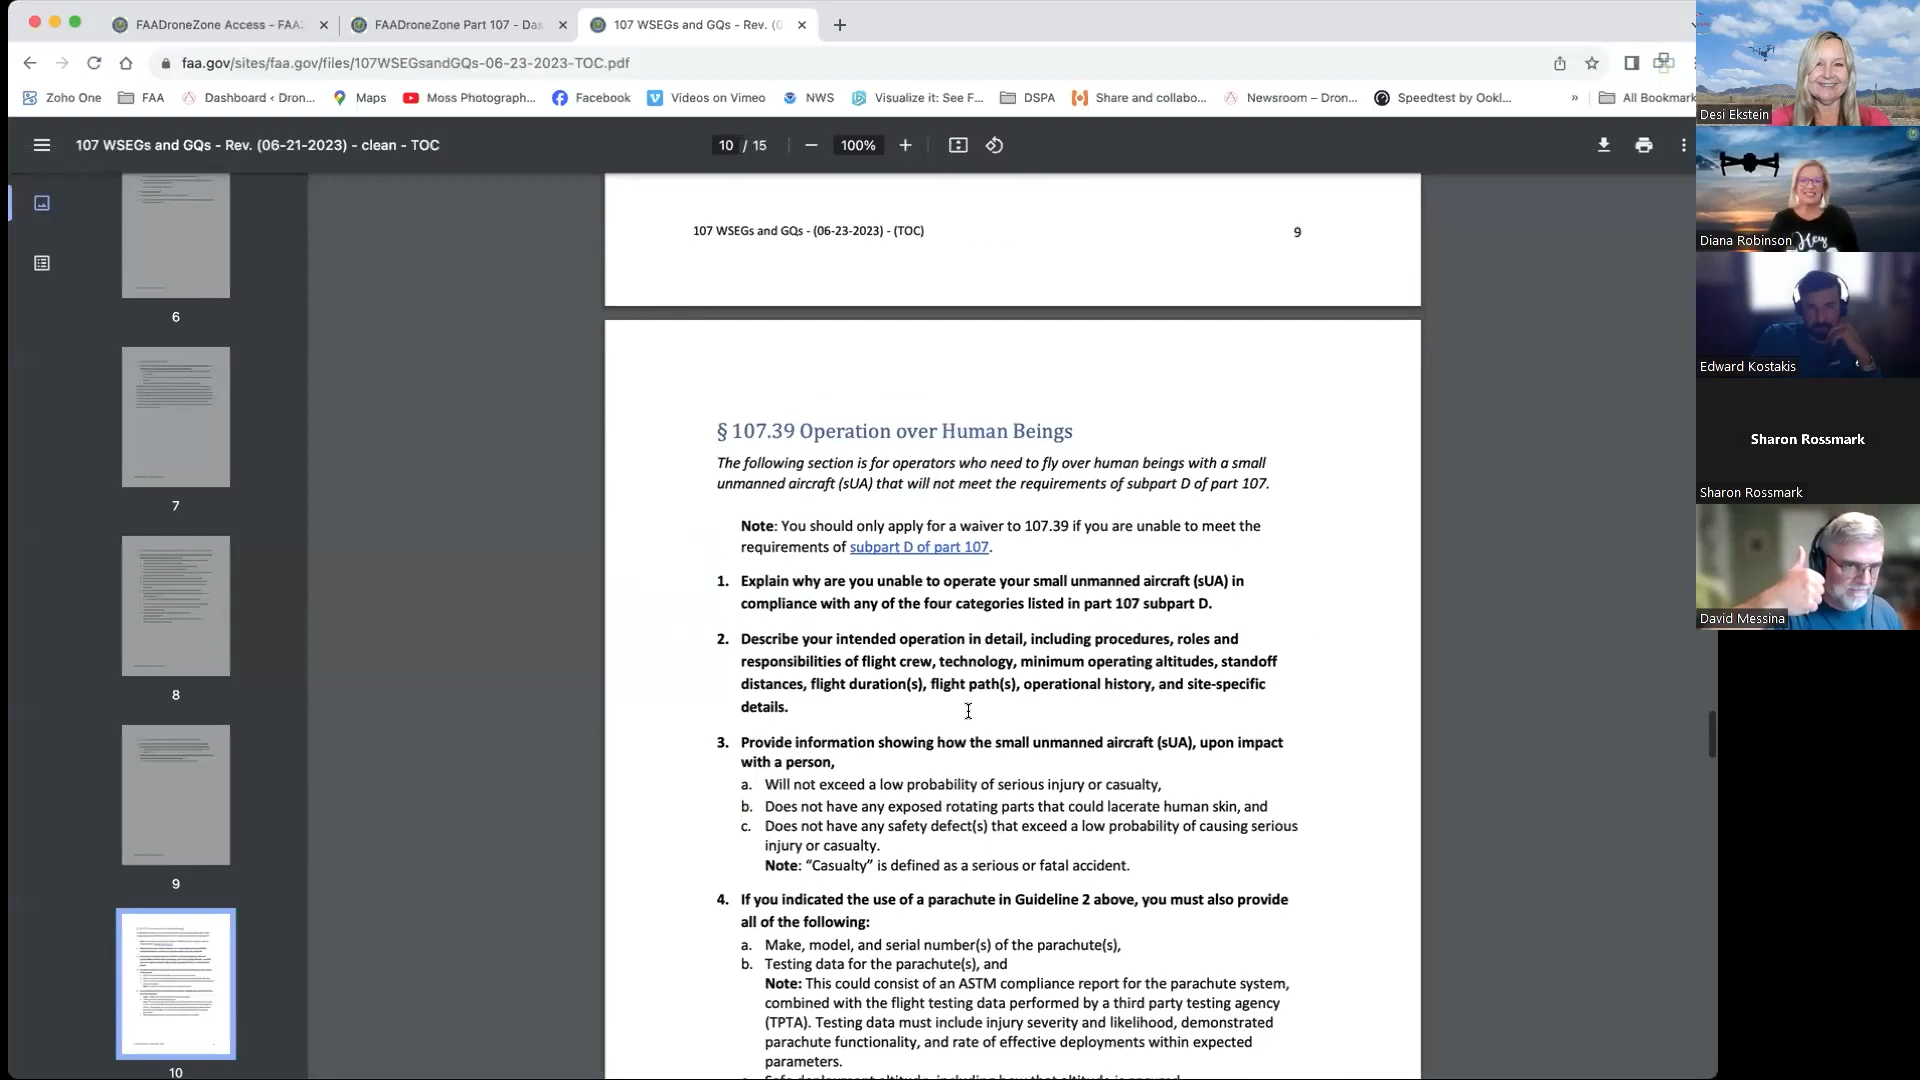 FAADroneZone Access - FAA
FAADroneZone Part 107 - Das
107 WSEGs and GQs - Rev. (0
faa.gov/sites/faa.gov/files/107WSEGsandGQs-06-23-2023-TOC.pdf
Zoho One
FAA
Dashboard ‹ Dron...
Maps
Moss Photograph...
Facebook
Videos on Vimeo
NWS
Visualize it: See F...
DSPA
Share and collabo...
Newsroom – Dron...
Speedtest by Ookl...
»
All Bookmark
107 WSEGs and GQs - Rev. (06-21-2023) - clean - TOC
10 / 15
100%
6
7
8
9
10
107 WSEGs and GQs - (06-23-2023) - (TOC)
9
§ 107.39 Operation over Human Beings
The following section is for operators who need to fly over human beings with a small
unmanned aircraft (sUA) that will not meet the requirements of subpart D of part 107.
Note: You should only apply for a waiver to 107.39 if you are unable to meet the
requirements of subpart D of part 107.
1. Explain why are you unable to operate your small unmanned aircraft (sUA) in
compliance with any of the four categories listed in part 107 subpart D.
2. Describe your intended operation in detail, including procedures, roles and
responsibilities of flight crew, technology, minimum operating altitudes, standoff
distances, flight duration(s), flight path(s), operational history, and site-specific
details.
3. Provide information showing how the small unmanned aircraft (sUA), upon impact
with a person,
a. Will not exceed a low probability of serious injury or casualty,
b. Does not have any exposed rotating parts that could lacerate human skin, and
c. Does not have any safety defect(s) that exceed a low probability of causing serious
injury or casualty.
Note: “Casualty” is defined as a serious or fatal accident.
4. If you indicated the use of a parachute in Guideline 2 above, you must also provide
all of the following:
a. Make, model, and serial number(s) of the parachute(s),
b. Testing data for the parachute(s), and
Note: This could consist of an ASTM compliance report for the parachute system,
combined with the flight testing data performed by a third party testing agency
(TPTA). Testing data must include injury severity and likelihood, demonstrated
parachute functionality, and rate of effective deployments within expected
parameters.
Desi Ekstein
Hey
Diana Robinson
Edward Kostakis
Sharon Rossmark
Sharon Rossmark
David Messina